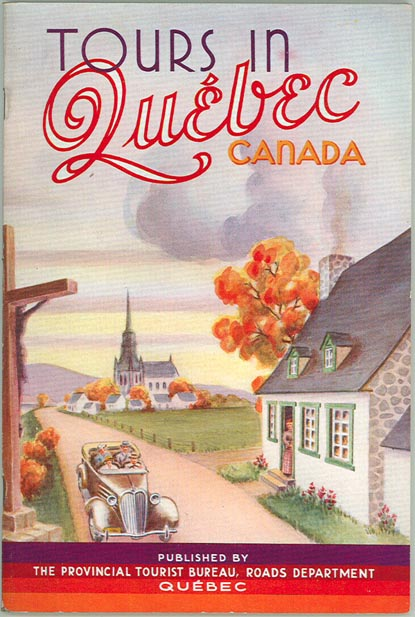 TOURS IN
Québec
CANADA
PUBLISHED BY
THE PROVINCIAL TOURIST BUREAU, ROADS DEPARTMENT
QUÉBEC